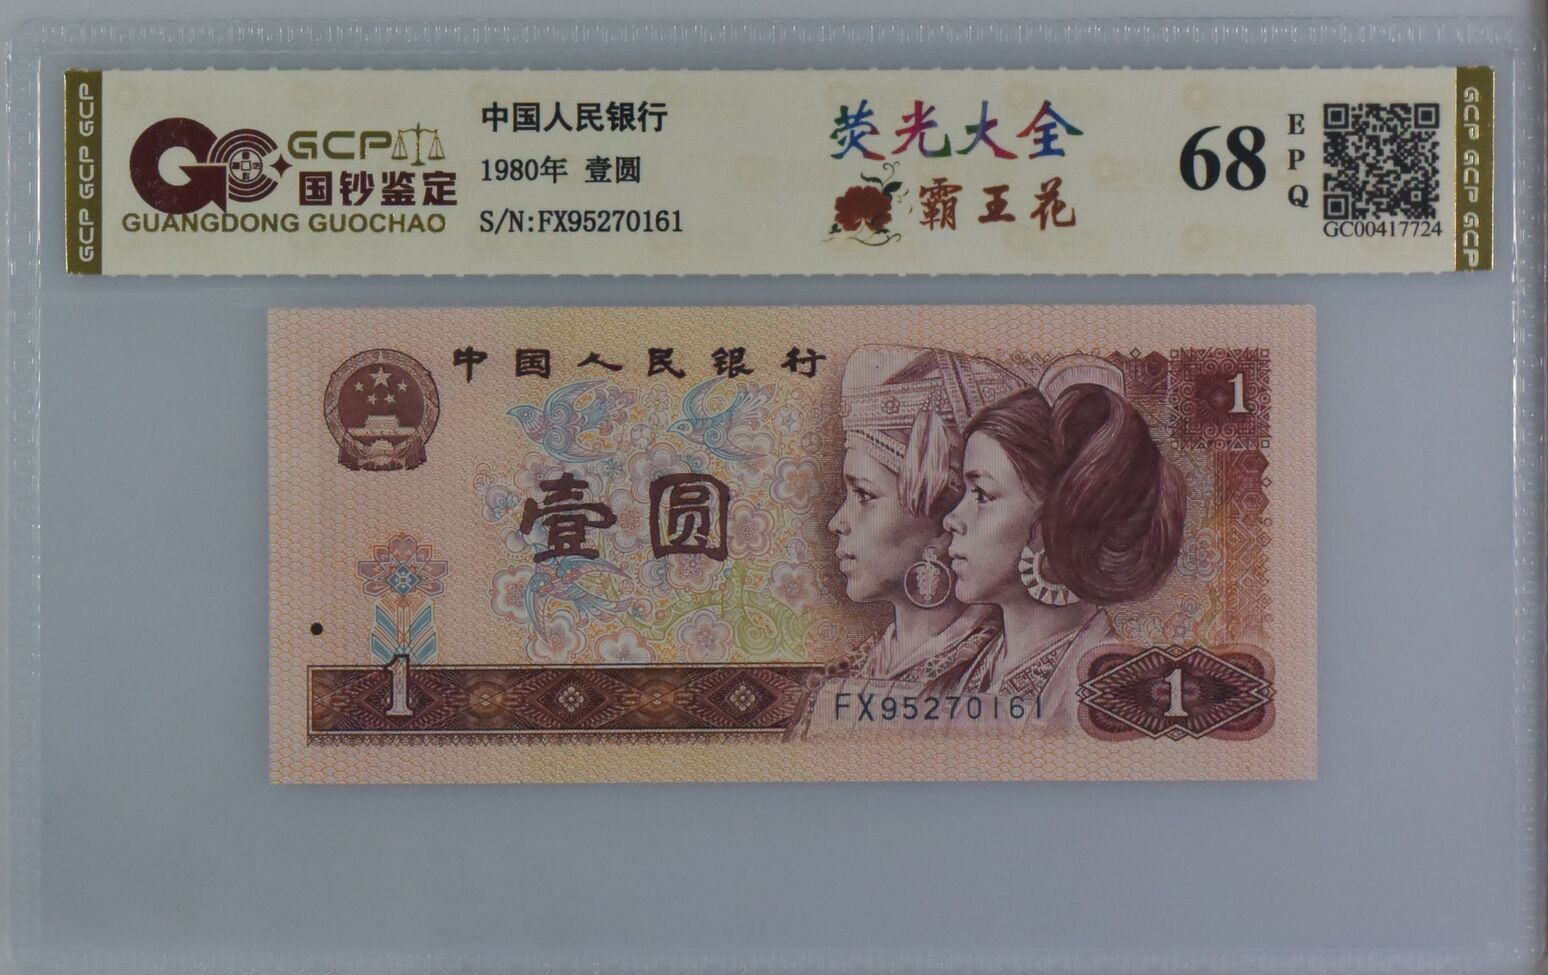 GCP GCP GCP
GCP
国钞鉴定
GUANGDONG GUOCHAO
中国人民银行
1980年 壹圆
S/N:FX95270161
荧光大全
霸王花
68
EPQ
GC00417724
GCP GCP GCP
中国人民银行
1
壹圆
1
FX95270161
1